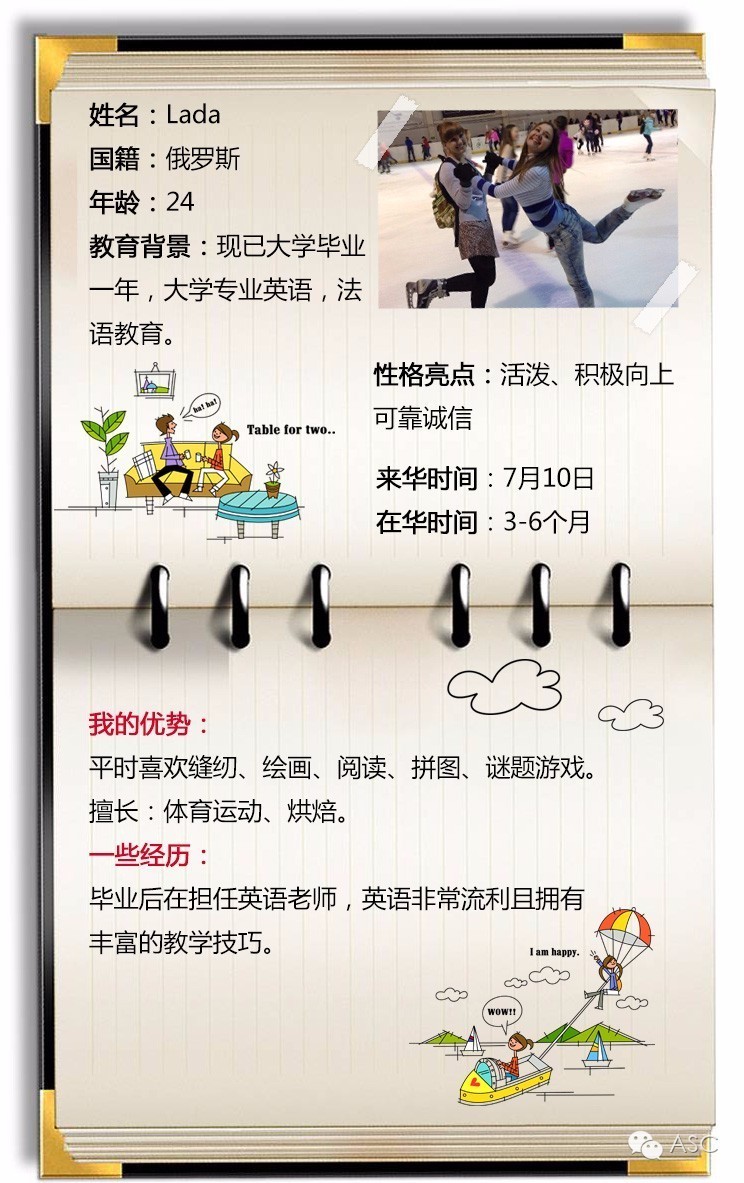 姓名：Lada
国籍：俄罗斯
年龄：24
教育背景：现已大学毕业
一年，大学专业英语，法
语教育。
ha! ha!
Table for two..
性格亮点：活泼、积极向上
可靠诚信
来华时间：7月10日
在华时间：3-6个月
我的优势：
平时喜欢缝纫、绘画、阅读、拼图、谜题游戏。
擅长：体育运动、烘焙。
一些经历：
毕业后在担任英语老师，英语非常流利且拥有
丰富的教学技巧。
I am happy.
WOW!!
ASC